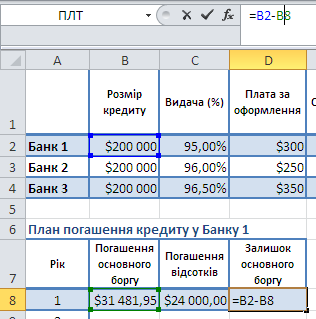 ПЛТ fx =B2-B8
A B C D
1 Розмір кредиту Видача (%) Плата за оформлення
2 Банк 1 $200 000 95,00% $300
3 Банк 2 $200 000 96,00% $250
4 Банк 3 $200 000 96,50% $350
5
6 План погашення кредиту у Банку 1
7 Рік Погашення основного боргу Погашення відсотків Залишок основного боргу
8 1 $31 481,95 $24 000,00 =B2-B8